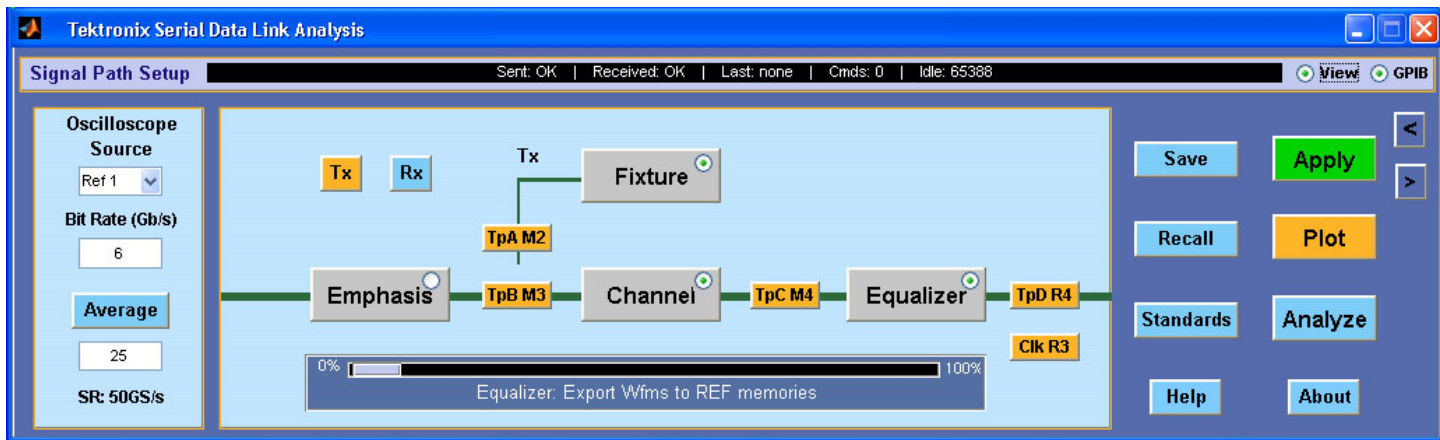 Tektronix Serial Data Link Analysis
Signal Path Setup
Sent: OK | Received: OK | Last: none | Cmds: 0 | Idle: 65388
View GPIB
Oscilloscope
Source
Ref 1
Bit Rate (Gb/s)
6
Average
25
SR: 50GS/s
Tx
Rx
Tx
Fixture
TpA M2
Emphasis
TpB M3
Channel
TpC M4
Equalizer
TpD R4
Clk R3
0%
100%
Equalizer: Export Wfms to REF memories
Save
Apply
<
>
Recall
Plot
Standards
Analyze
Help
About